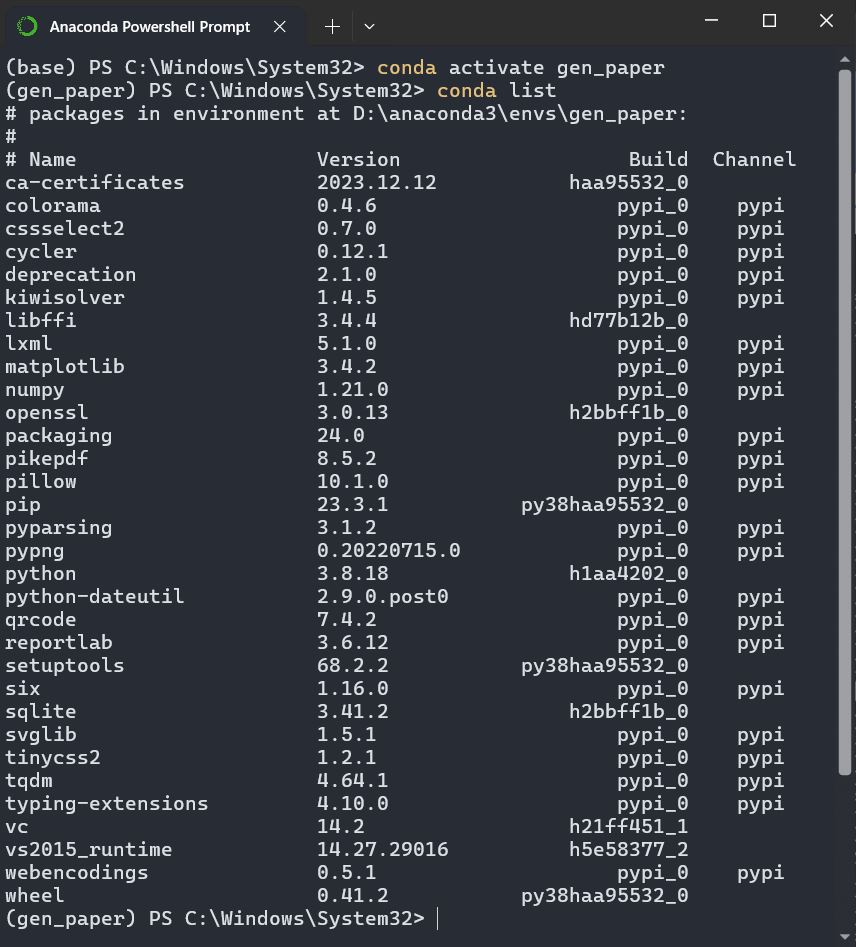 Anaconda Powershell Prompt
(base) PS C:\Windows\System32> conda activate gen_paper
(gen_paper) PS C:\Windows\System32> conda list
# packages in environment at D:\anaconda3\envs\gen_paper:
#
# Name Version Build Channel
ca-certificates 2023.12.12 haa95532_0
colorama 0.4.6 pypi_0 pypi
cssselect2 0.7.0 pypi_0 pypi
cycler 0.12.1 pypi_0 pypi
deprecation 2.1.0 pypi_0 pypi
kiwisolver 1.4.5 pypi_0 pypi
libffi 3.4.4 hd77b12b_0
lxml 5.1.0 pypi_0 pypi
matplotlib 3.4.2 pypi_0 pypi
numpy 1.21.0 pypi_0 pypi
openssl 3.0.13 h2bbff1b_0
packaging 24.0 pypi_0 pypi
pikepdf 8.5.2 pypi_0 pypi
pillow 10.1.0 pypi_0 pypi
pip 23.3.1 py38haa95532_0
pyparsing 3.1.2 pypi_0 pypi
pypng 0.20220715.0 pypi_0 pypi
python 3.8.18 h1aa4202_0
python-dateutil 2.9.0.post0 pypi_0 pypi
qrcode 7.4.2 pypi_0 pypi
reportlab 3.6.12 pypi_0 pypi
setuptools 68.2.2 py38haa95532_0
six 1.16.0 pypi_0 pypi
sqlite 3.41.2 h2bbff1b_0
svglib 1.5.1 pypi_0 pypi
tinycss2 1.2.1 pypi_0 pypi
tqdm 4.64.1 pypi_0 pypi
typing-extensions 4.10.0 pypi_0 pypi
vc 14.2 h21ff451_1
vs2015_runtime 14.27.29016 h5e58377_2
webencodings 0.5.1 pypi_0 pypi
wheel 0.41.2 py38haa95532_0
(gen_paper) PS C:\Windows\System32>